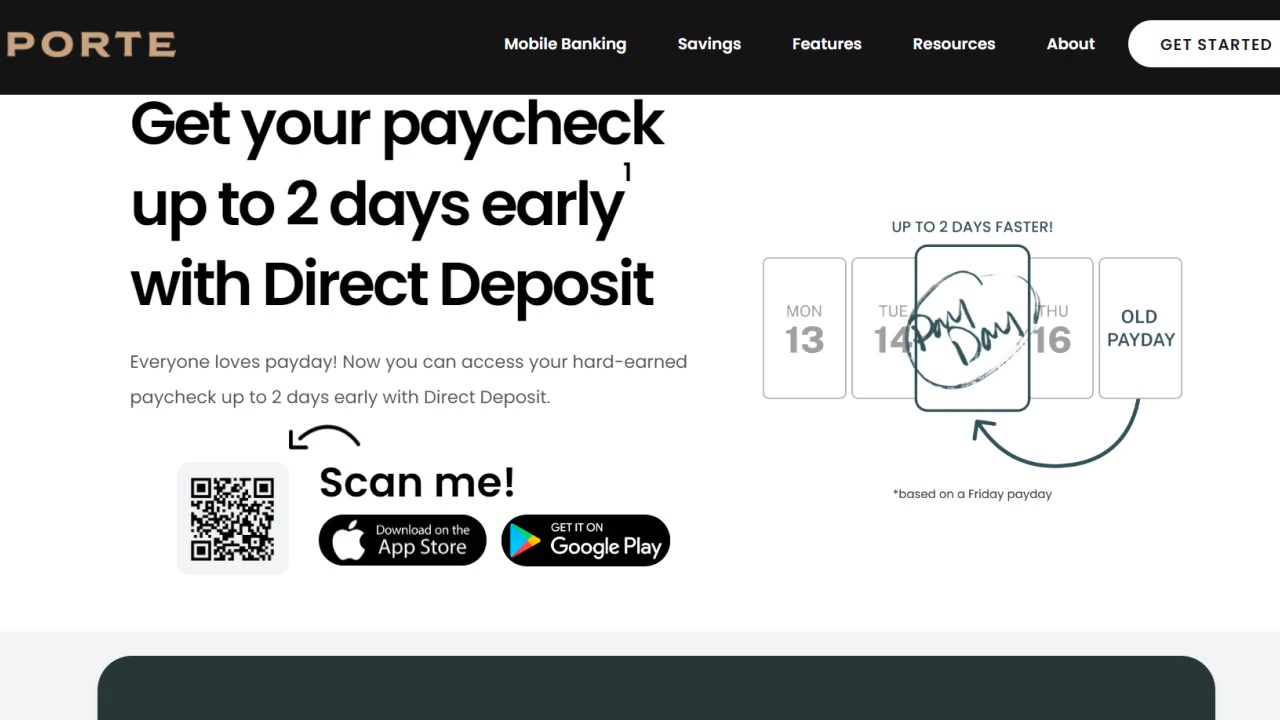 PORTE
Mobile Banking Savings Features Resources About GET STARTED
Get your paycheck
up to 2 days early1
with Direct Deposit
Everyone loves payday! Now you can access your hard-earned
paycheck up to 2 days early with Direct Deposit.
Scan me!
Download on the
App Store
GET IT ON
Google Play
UP TO 2 DAYS FASTER!
MON
13
TUE
14
Pay
Day
THU
16
OLD
PAYDAY
*based on a Friday payday